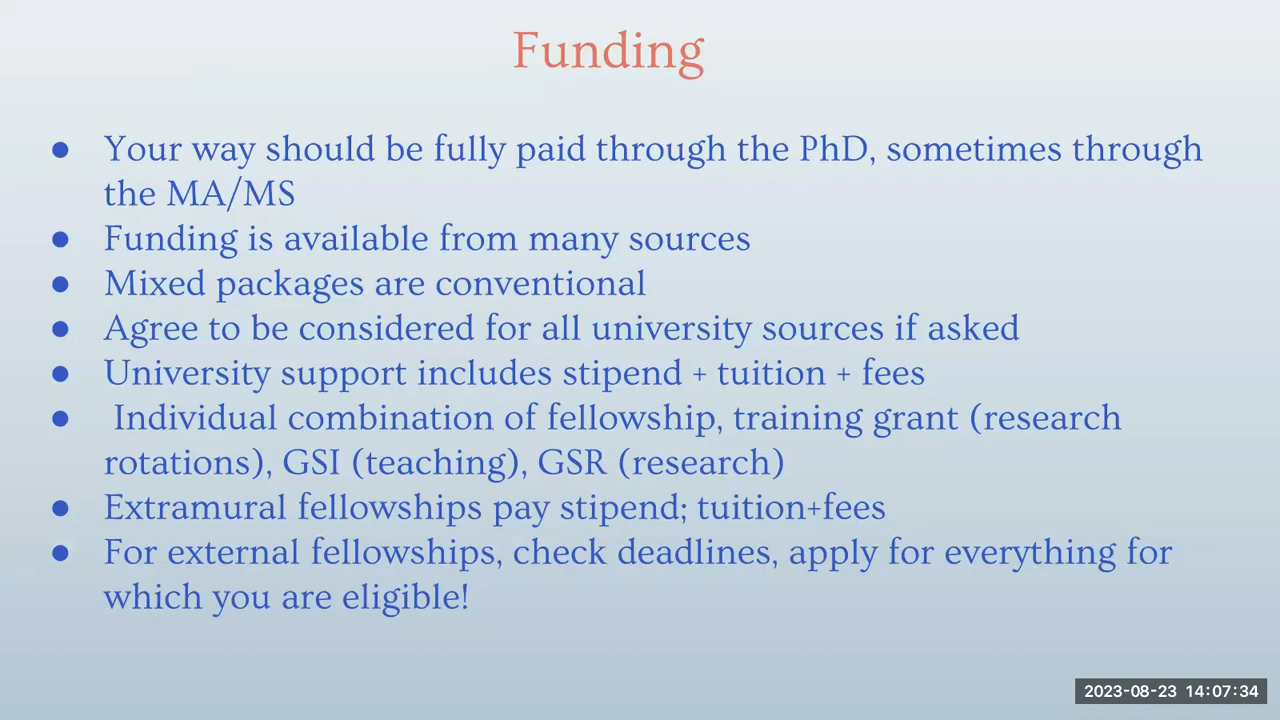 Funding
● Your way should be fully paid through the PhD, sometimes through
the MA/MS
● Funding is available from many sources
● Mixed packages are conventional
● Agree to be considered for all university sources if asked
● University support includes stipend + tuition + fees
● Individual combination of fellowship, training grant (research
rotations), GSI (teaching), GSR (research)
● Extramural fellowships pay stipend; tuition+fees
● For external fellowships, check deadlines, apply for everything for
which you are eligible!
2023-08-23 14:07:34